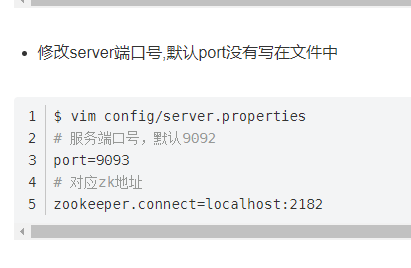 修改server端口号,默认port没有写在文件中
1 $ vim config/server.properties
2 # 服务端口号，默认9092
3 port=9093
4 # 对应zk地址
5 zookeeper.connect=localhost:2182